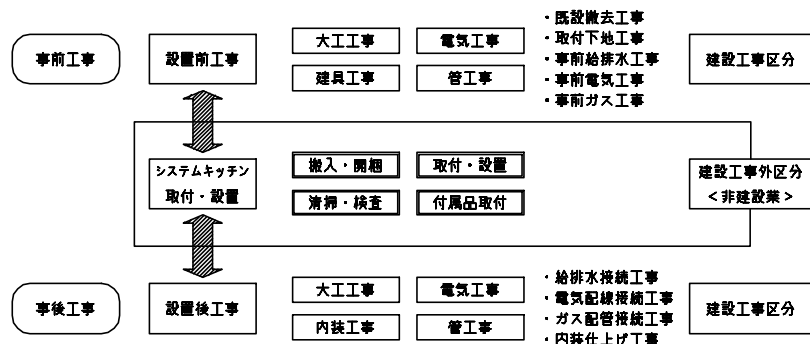 事前工事
設置前工事
大工工事
電気工事
建具工事
管工事
・既設撤去工事
・取付下地工事
・事前給排水工事
・事前電気工事
・事前ガス工事
建設工事区分
システムキッチン
取付・設置
搬入・開梱
取付・設置
清掃・検査
付属品取付
建設工事外区分
<非建設業>
事後工事
設置後工事
大工工事
電気工事
内装工事
管工事
・給排水接続工事
・電気配線接続工事
・ガス配管接続工事
・内装仕上げ工事
建設工事区分